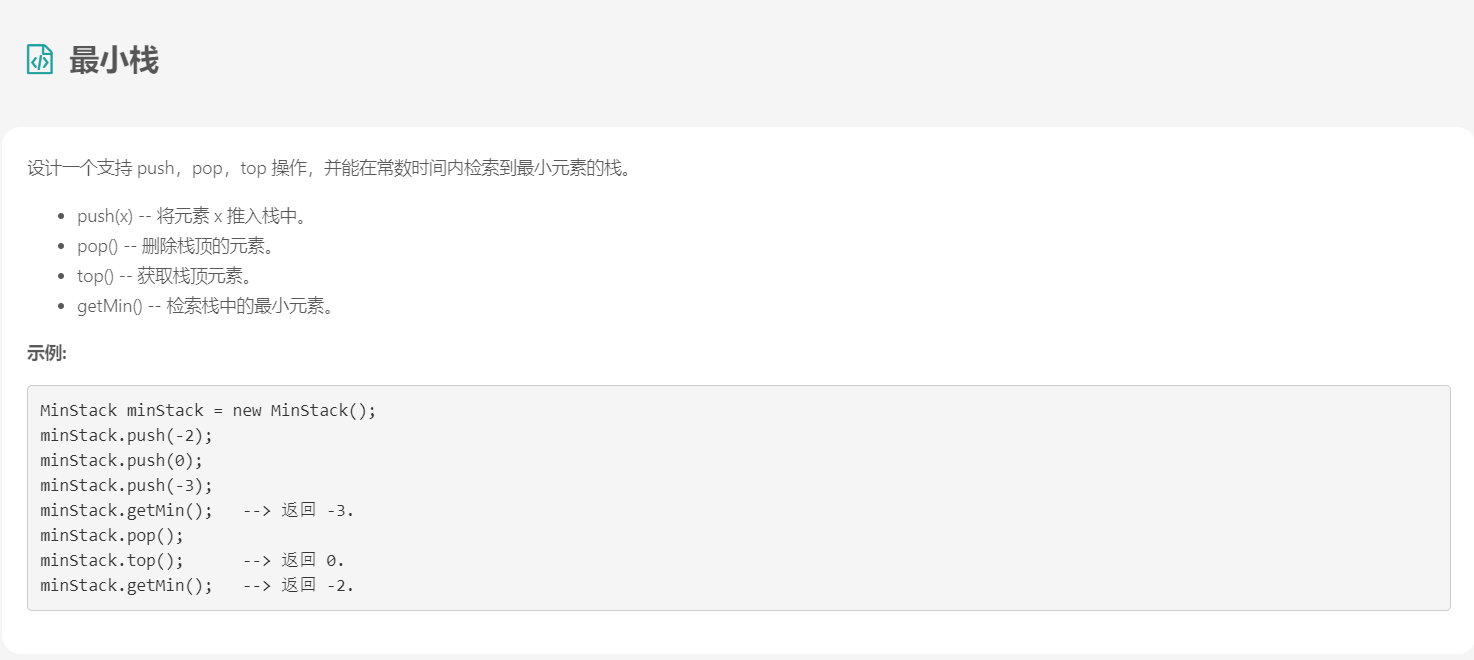 最小栈
设计一个支持 push，pop，top 操作，并能在常数时间内检索到最小元素的栈。
push(x) -- 将元素 x 推入栈中。
pop() -- 删除栈顶的元素。
top() -- 获取栈顶元素。
getMin() -- 检索栈中的最小元素。
示例:
MinStack minStack = new MinStack();
minStack.push(-2);
minStack.push(0);
minStack.push(-3);
minStack.getMin();   --> 返回 -3.
minStack.pop();
minStack.top();      --> 返回 0.
minStack.getMin();   --> 返回 -2.